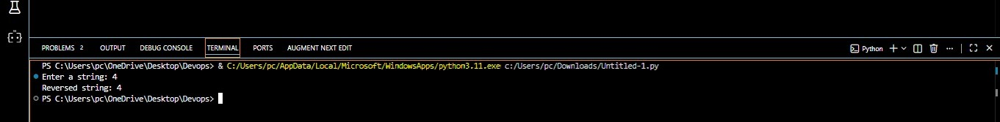 PROBLEMS 2 OUTPUT DEBUG CONSOLE TERMINAL PORTS AUGMENT NEXT EDIT Python
PS C:\Users\pc\OneDrive\Desktop\Devops> & C:/Users/pc/AppData/Local/Microsoft/WindowsApps/python3.11.exe c:/Users/pc/Downloads/Untitled-1.py
Enter a string: 4
Reversed string: 4
PS C:\Users\pc\OneDrive\Desktop\Devops>